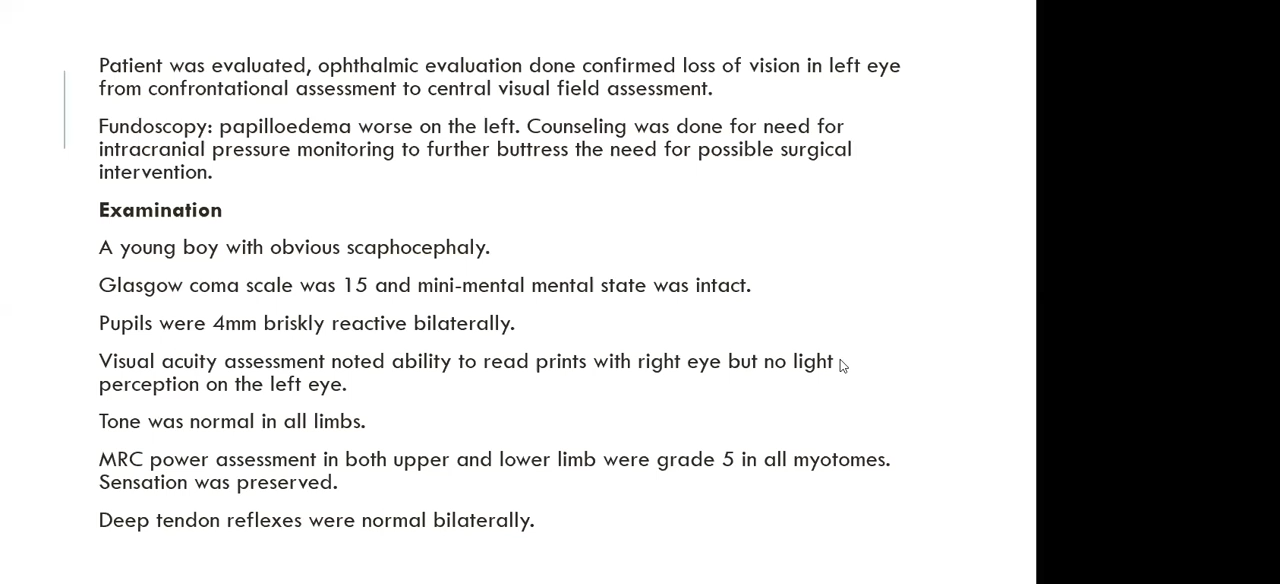 Patient was evaluated, ophthalmic evaluation done confirmed loss of vision in left eye
from confrontational assessment to central visual field assessment.
Fundoscopy: papilloedema worse on the left. Counseling was done for need for
intracranial pressure monitoring to further buttress the need for possible surgical
intervention.
Examination
A young boy with obvious scaphocephaly.
Glasgow coma scale was 15 and mini-mental mental state was intact.
Pupils were 4mm briskly reactive bilaterally.
Visual acuity assessment noted ability to read prints with right eye but no light
perception on the left eye.
Tone was normal in all limbs.
MRC power assessment in both upper and lower limb were grade 5 in all myotomes.
Sensation was preserved.
Deep tendon reflexes were normal bilaterally.